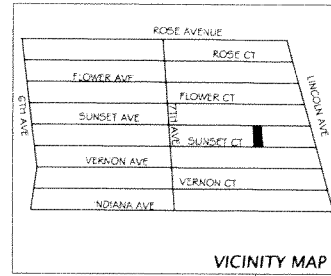 ROSE AVENUE
ROSE CT
FLOWER AVE
FLOWER CT
6TH AVE
LINCOLN AVE
SUNSET AVE
7TH AVE
SUNSET CT
VERNON AVE
VERNON CT
INDIANA AVE
VICINITY MAP